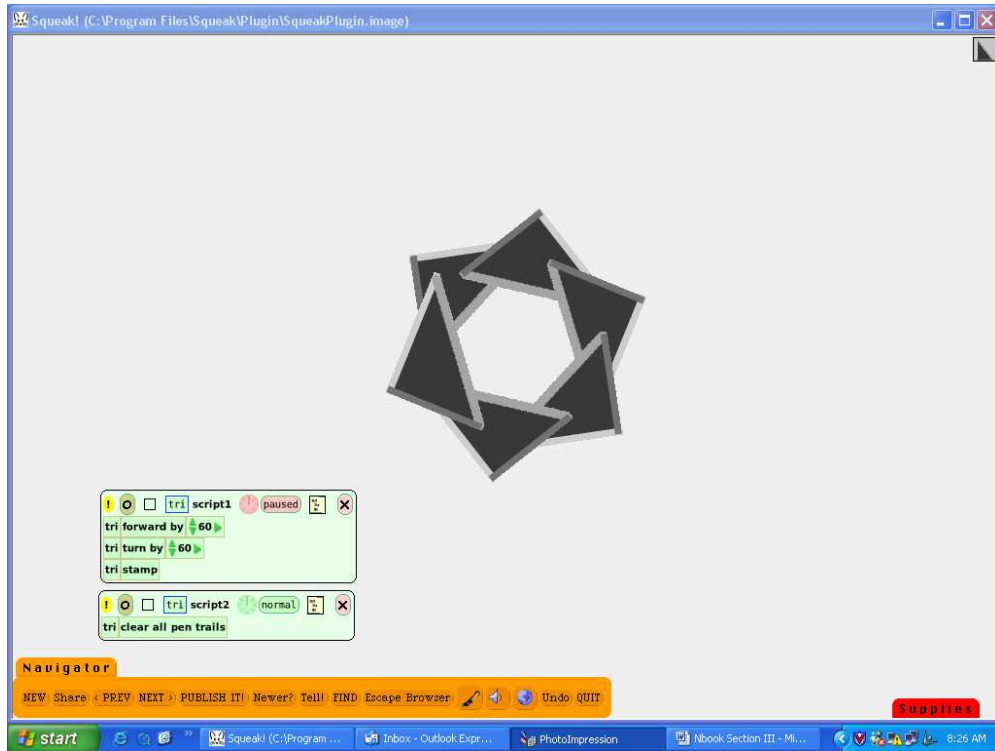 Squeak! (C:\Program Files\Squeak\Plugin\SqueakPlugin.image)
! tri script1 paused
tri forward by 60
tri turn by 60
tri stamp
! tri script2 normal
tri clear all pen trails
Navigator
NEW Share < PREV NEXT > PUBLISH IT! Newer? Tell! FIND Escape Browser Undo QUIT
Supplies
start Squeak! (C:\Program ... Inbox - Outlook Expr... PhotoImpression Nbook Section III - Mi... 8:26 AM